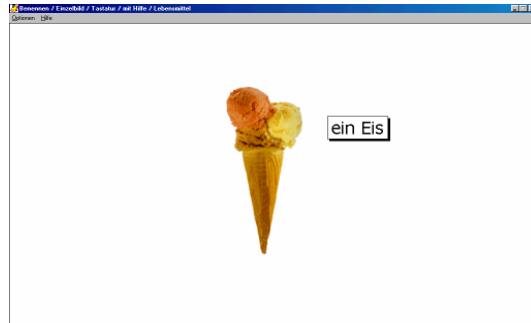 Benennen / Einzelbild / Tastatur / mit Hilfe / Lebensmittel
Optionen Hilfe
ein Eis